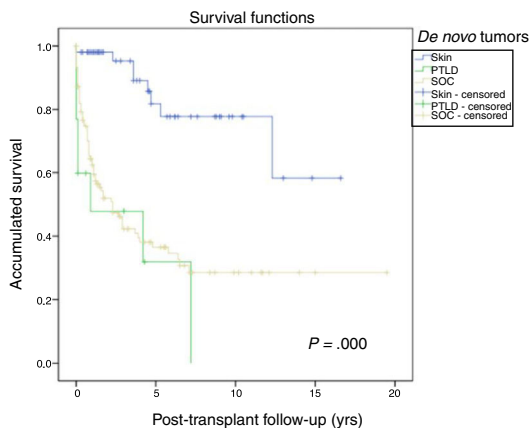 Survival functions
De novo tumors
Skin
PTLD
SOC
Skin - censored
PTLD - censored
SOC - censored
Accumulated survival
1.0
0.8
0.6
0.4
0.2
0.0
P = .000
0
5
10
15
20
Post-transplant follow-up (yrs)